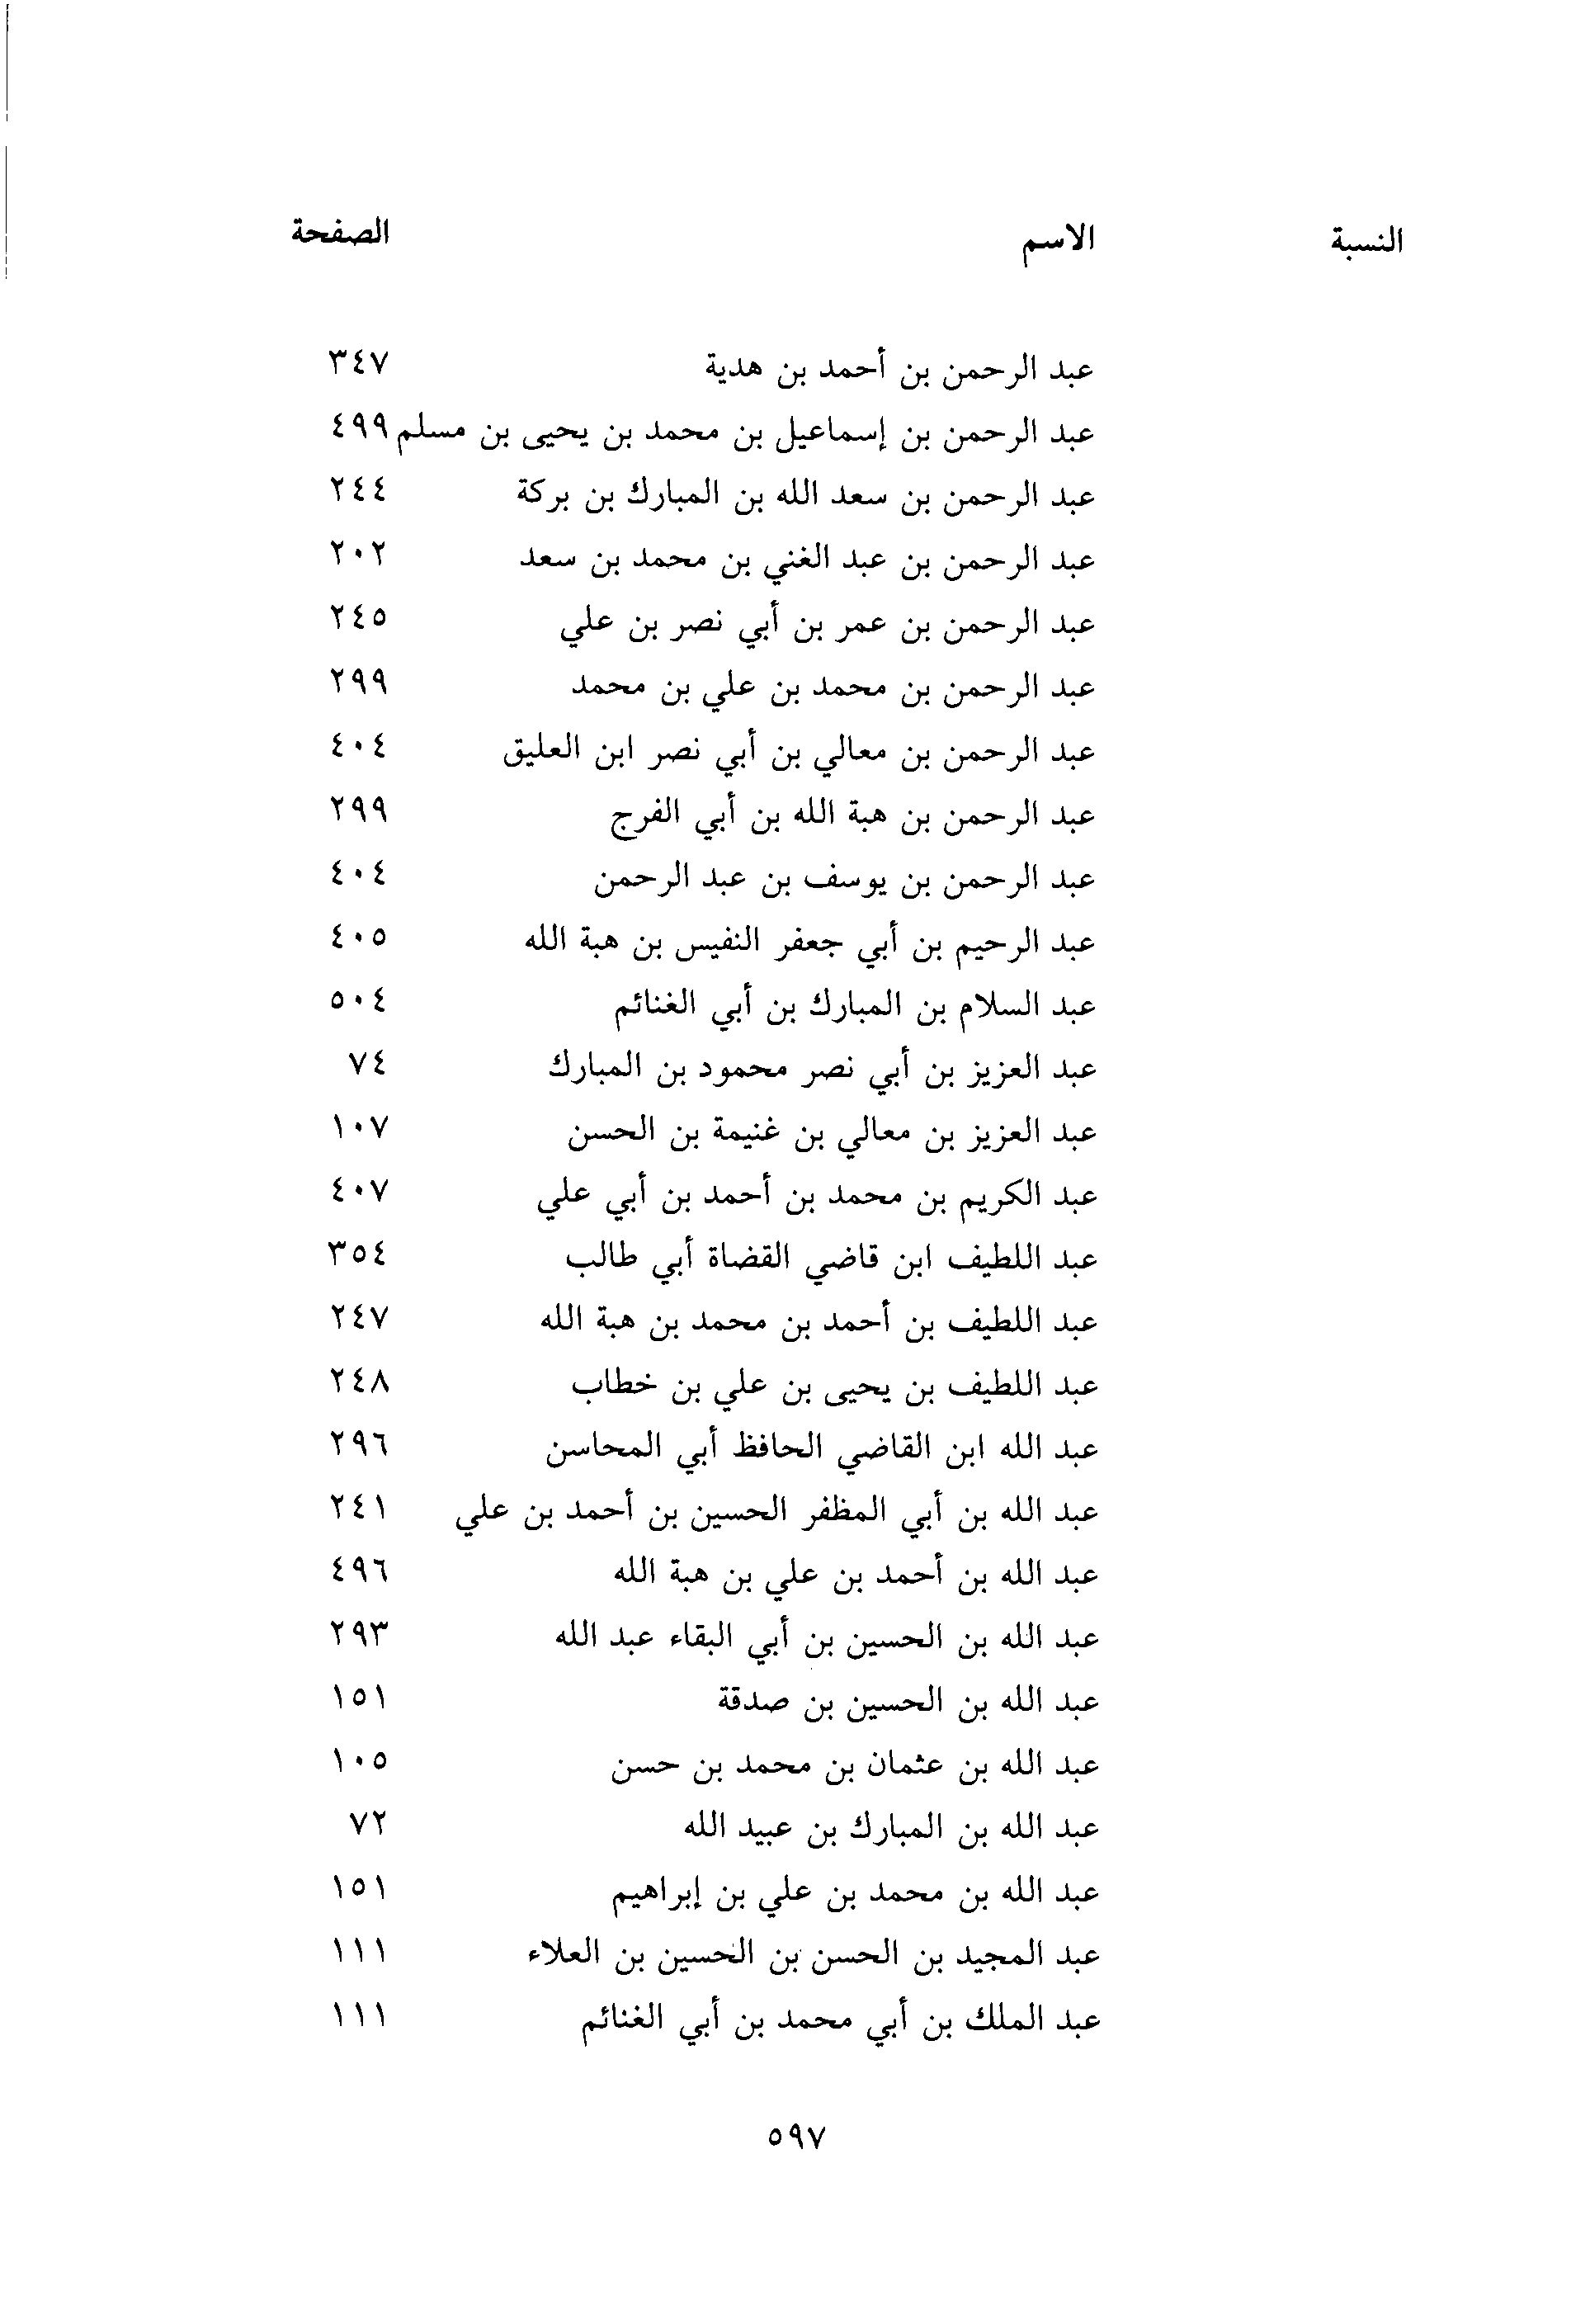 النسبة الاسم الصفحة
عبد الرحمن بن أحمد بن هدية ٣٤٧
عبد الرحمن بن إسماعيل بن محمد بن يحيى بن مسلم ٤٩٩
عبد الرحمن بن سعد الله بن المبارك بن بركة ٢٤٤
عبد الرحمن بن عبد الغني بن محمد بن سعد ٢٠٢
عبد الرحمن بن عمر بن أبي نصر بن علي ٢٤٥
عبد الرحمن بن محمد بن علي بن محمد ٢٩٩
عبد الرحمن بن معالي بن أبي نصر ابن العليق ٤٠٤
عبد الرحمن بن هبة الله بن أبي الفرج ٢٩٩
عبد الرحمن بن يوسف بن عبد الرحمن ٤٠٤
عبد الرحيم بن أبي جعفر النفيس بن هبة الله ٤٠٥
عبد السلام بن المبارك بن أبي الغنائم ٥٠٤
عبد العزيز بن أبي نصر محمود بن المبارك ٧٤
عبد العزيز بن معالي بن غنيمة بن الحسن ١٠٧
عبد الكريم بن محمد بن أحمد بن أبي علي ٤٠٧
عبد اللطيف ابن قاضي القضاة أبي طالب ٣٥٤
عبد اللطيف بن أحمد بن محمد بن هبة الله ٢٤٧
عبد اللطيف بن يحيى بن علي بن خطاب ٢٤٨
عبد الله ابن القاضي الحافظ أبي المحاسن ٢٩٦
عبد الله بن أبي المظفر الحسين بن أحمد بن علي ٢٤١
عبد الله بن أحمد بن علي بن هبة الله ٤٩٦
عبد الله بن الحسين بن أبي البقاء عبد الله ٢٩٣
عبد الله بن الحسين بن صدقة ١٥١
عبد الله بن عثمان بن محمد بن حسن ١٠٥
عبد الله بن المبارك بن عبيد الله ٧٢
عبد الله بن محمد بن علي بن إبراهيم ١٥١
عبد المجيد بن الحسن بن الحسين بن العلاء ١١١
عبد الملك بن أبي محمد بن أبي الغنائم ١١١
٥٩٧